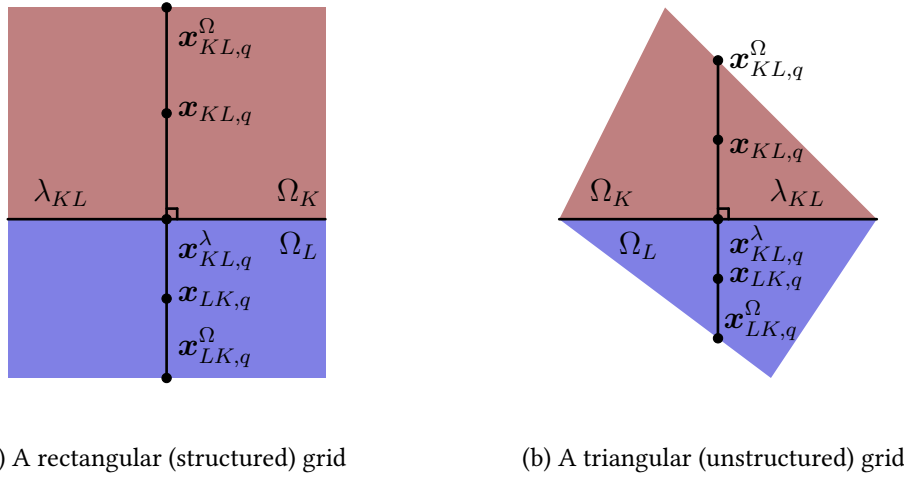 x^Ω_{KL,q}
x_{KL,q}
λ_{KL}
Ω_K
Ω_L
x^λ_{KL,q}
x_{LK,q}
x^Ω_{LK,q}
) A rectangular (structured) grid
x^Ω_{KL,q}
x_{KL,q}
Ω_K
λ_{KL}
Ω_L
x^λ_{KL,q}
x_{LK,q}
x^Ω_{LK,q}
(b) A triangular (unstructured) grid